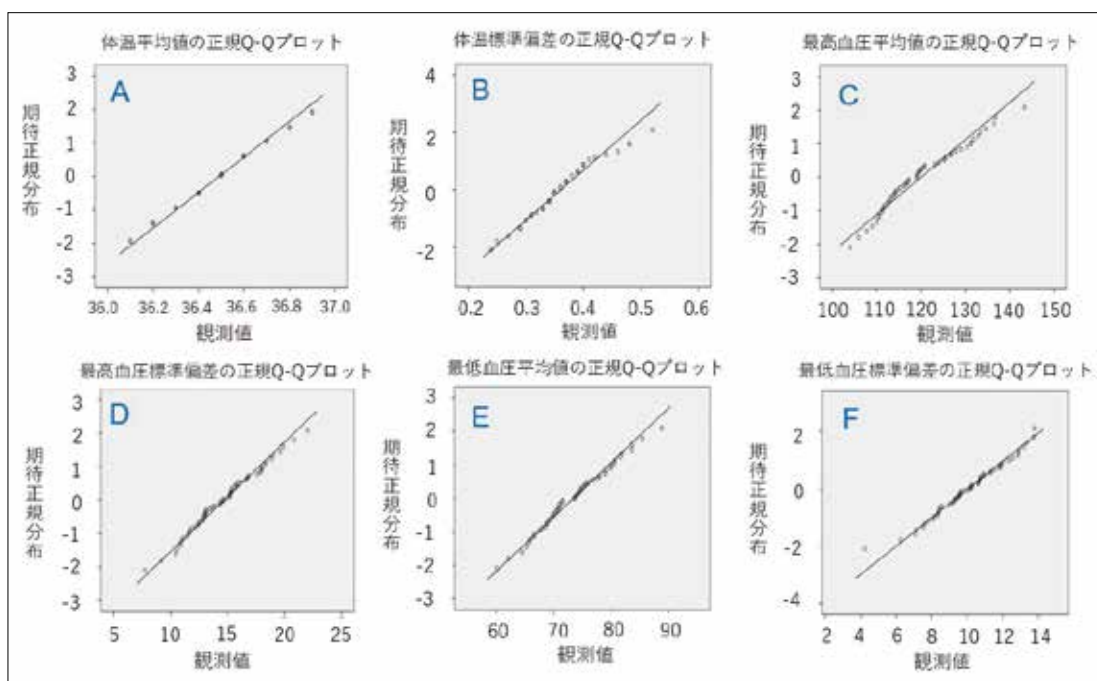 体温平均値の正規Q-Qプロット
A
期待正規分布
3
2
1
0
-1
-2
-3
36.0 36.2 36.4 36.6 36.8 37.0
観測値
体温標準偏差の正規Q-Qプロット
B
期待正規分布
4
2
0
-2
0.2 0.3 0.4 0.5 0.6
観測値
最高血圧平均値の正規Q-Qプロット
C
期待正規分布
3
2
1
0
-1
-2
-3
100 110 120 130 140 150
観測値
最高血圧標準偏差の正規Q-Qプロット
D
期待正規分布
3
2
1
0
-1
-2
-3
5 10 15 20 25
観測値
最低血圧平均値の正規Q-Qプロット
E
期待正規分布
3
2
1
0
-1
-2
-3
60 70 80 90
観測値
最低血圧標準偏差の正規Q-Qプロット
F
期待正規分布
2
0
-2
-4
2 4 6 8 10 12 14
観測値